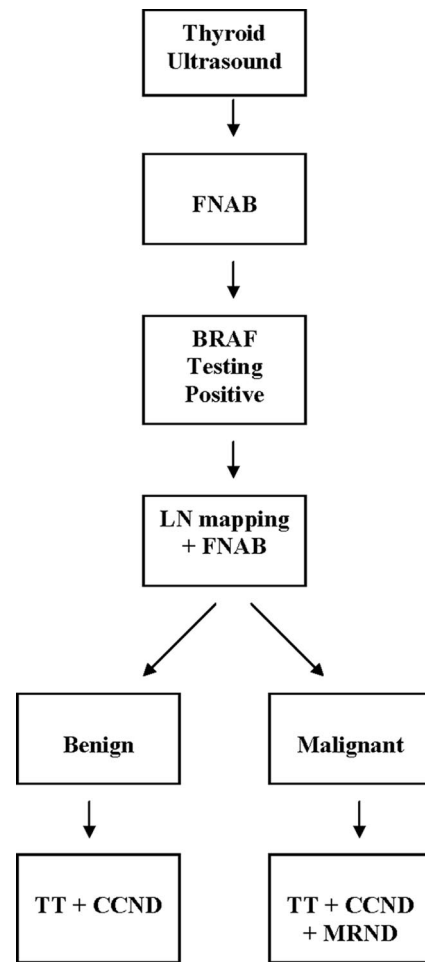 Thyroid
Ultrasound
FNAB
BRAF
Testing
Positive
LN mapping
+ FNAB
Benign
Malignant
TT + CCND
TT + CCND
+ MRND